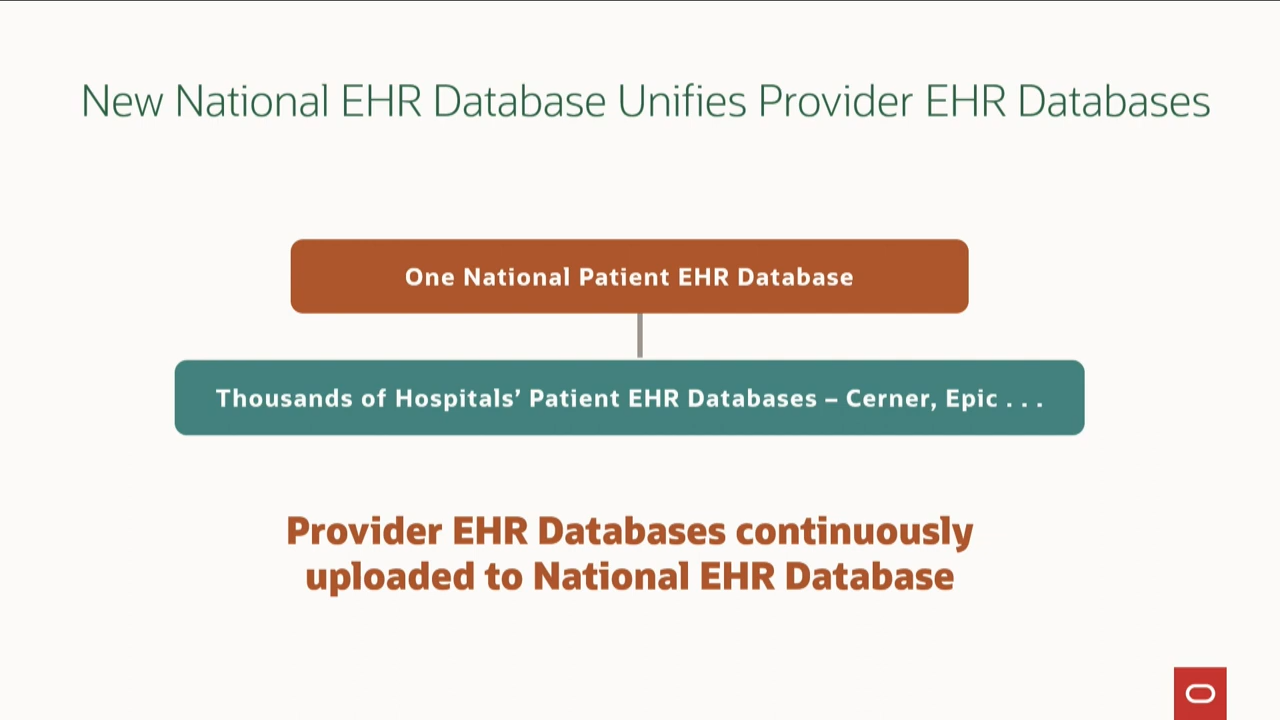 New National EHR Database Unifies Provider EHR Databases
One National Patient EHR Database
Thousands of Hospitals’ Patient EHR Databases – Cerner, Epic . . .
Provider EHR Databases continuously
uploaded to National EHR Database